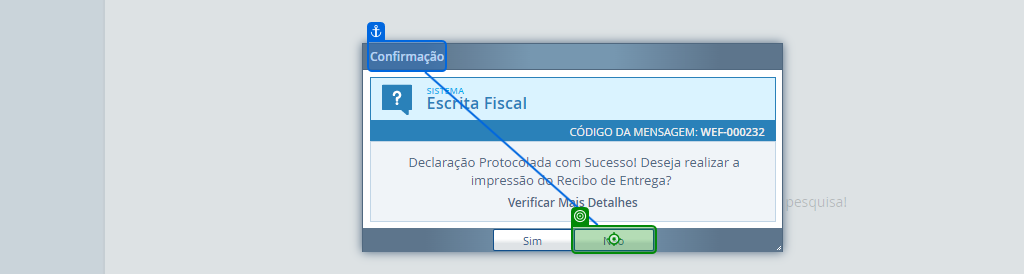 Confirmação
SISTEMA
Escrita Fiscal
CÓDIGO DA MENSAGEM: WEF-000232
Declaração Protocolada com Sucesso! Deseja realizar a
impressão do Recibo de Entrega?
Verificar Mais Detalhes
pesquisa!
Sim
Não